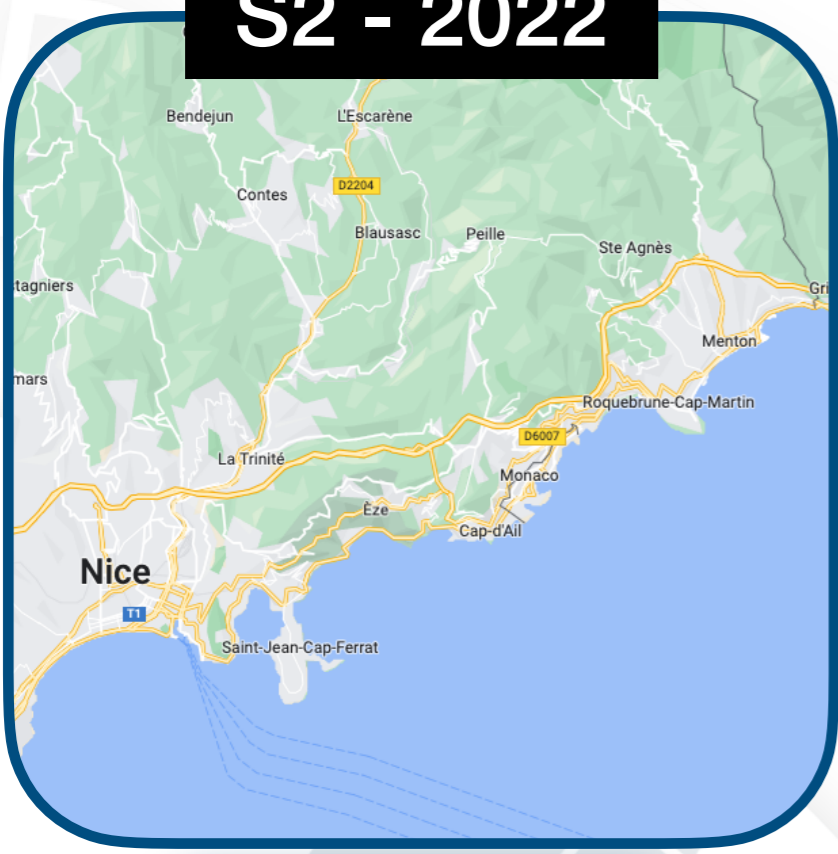 S2 - 2022
Bendejun
L'Escarène
D2204
Contes
Blausasc
Peille
Ste Agnès
tagniers
Gri
Menton
mars
Roquebrune-Cap-Martin
D6007
La Trinité
Monaco
Èze
Cap-d'Ail
Nice
T1
Saint-Jean-Cap-Ferrat